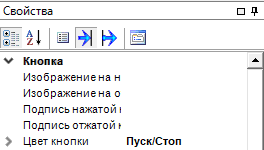 Свойства
Кнопка
Изображение на н
Изображение на о
Подпись нажатой к
Подпись отжатой к
Цвет кнопки Пуск/Стоп